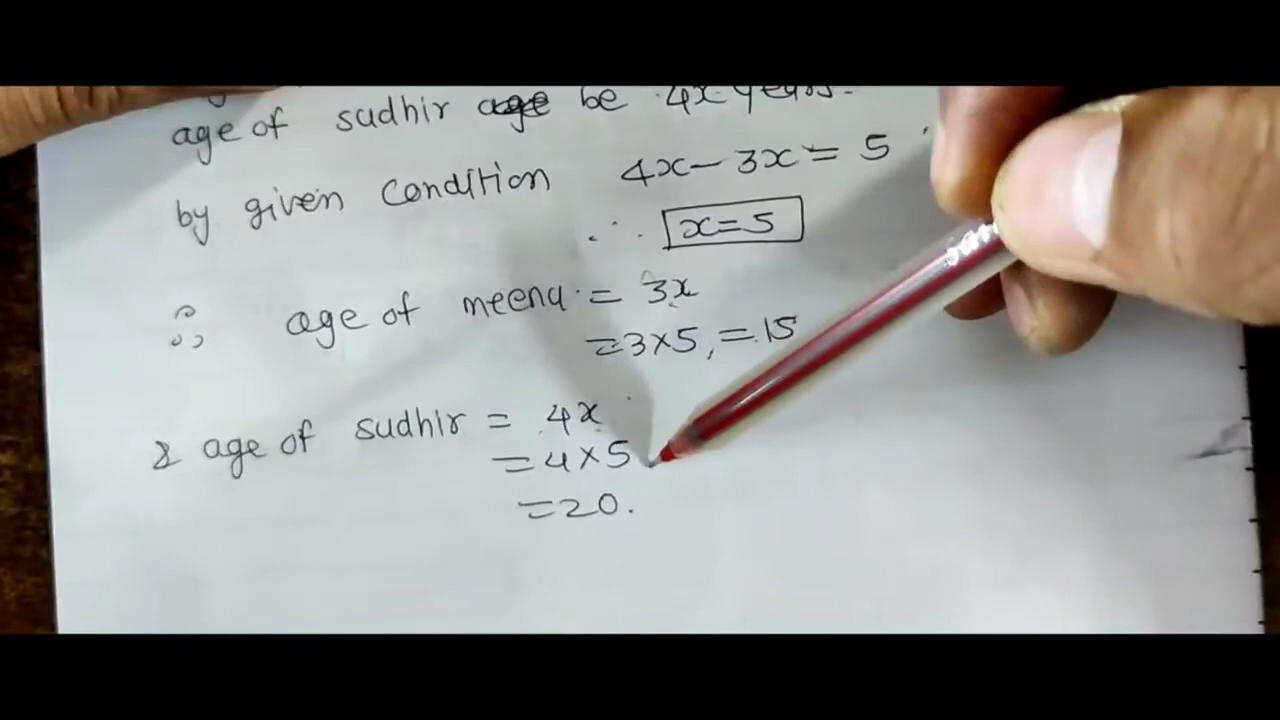 age of sudhir be 4x years.
by given condition 4x - 3x = 5
∴ x = 5
∴ age of meena = 3x
= 3 × 5, = 15
& age of sudhir = 4x
= 4 × 5
= 20.